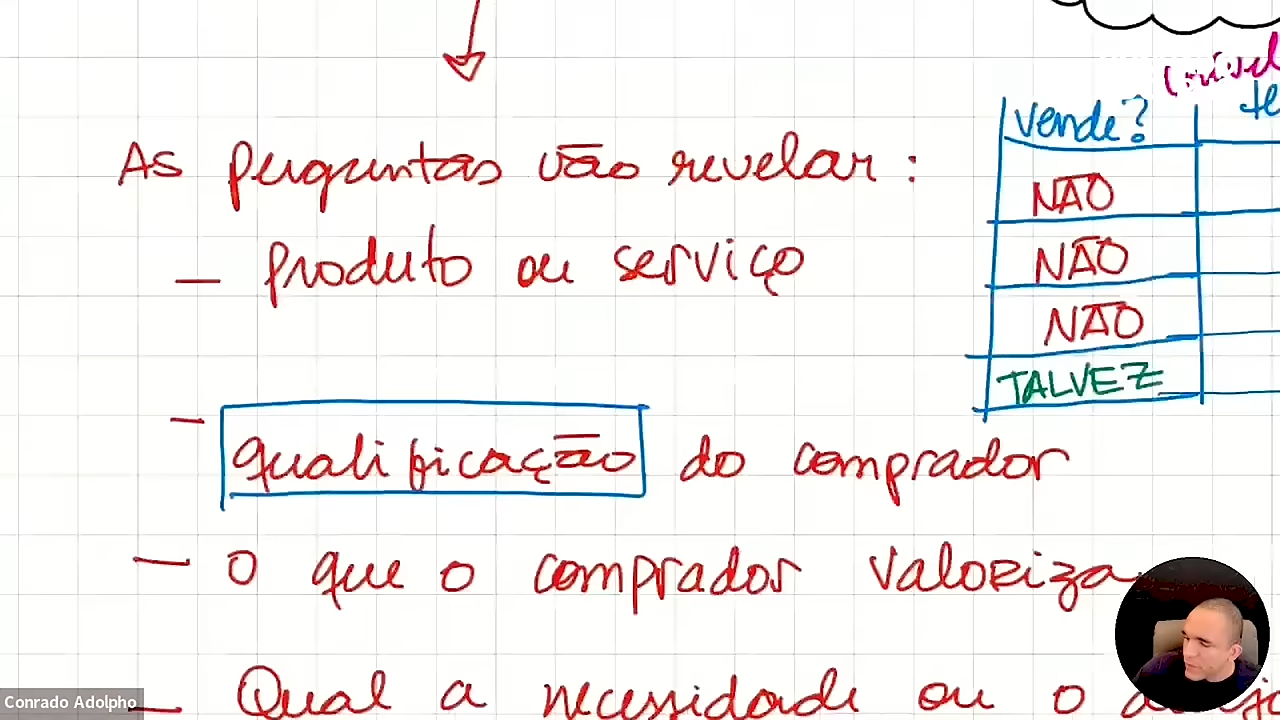 As perguntas vão revelar:
- produto ou serviço
- qualificação do comprador
- O que o comprador valoriza
- Qual a necessidade ou o
Vende?
NÃO
NÃO
NÃO
TALVEZ
Conrado Adolpho